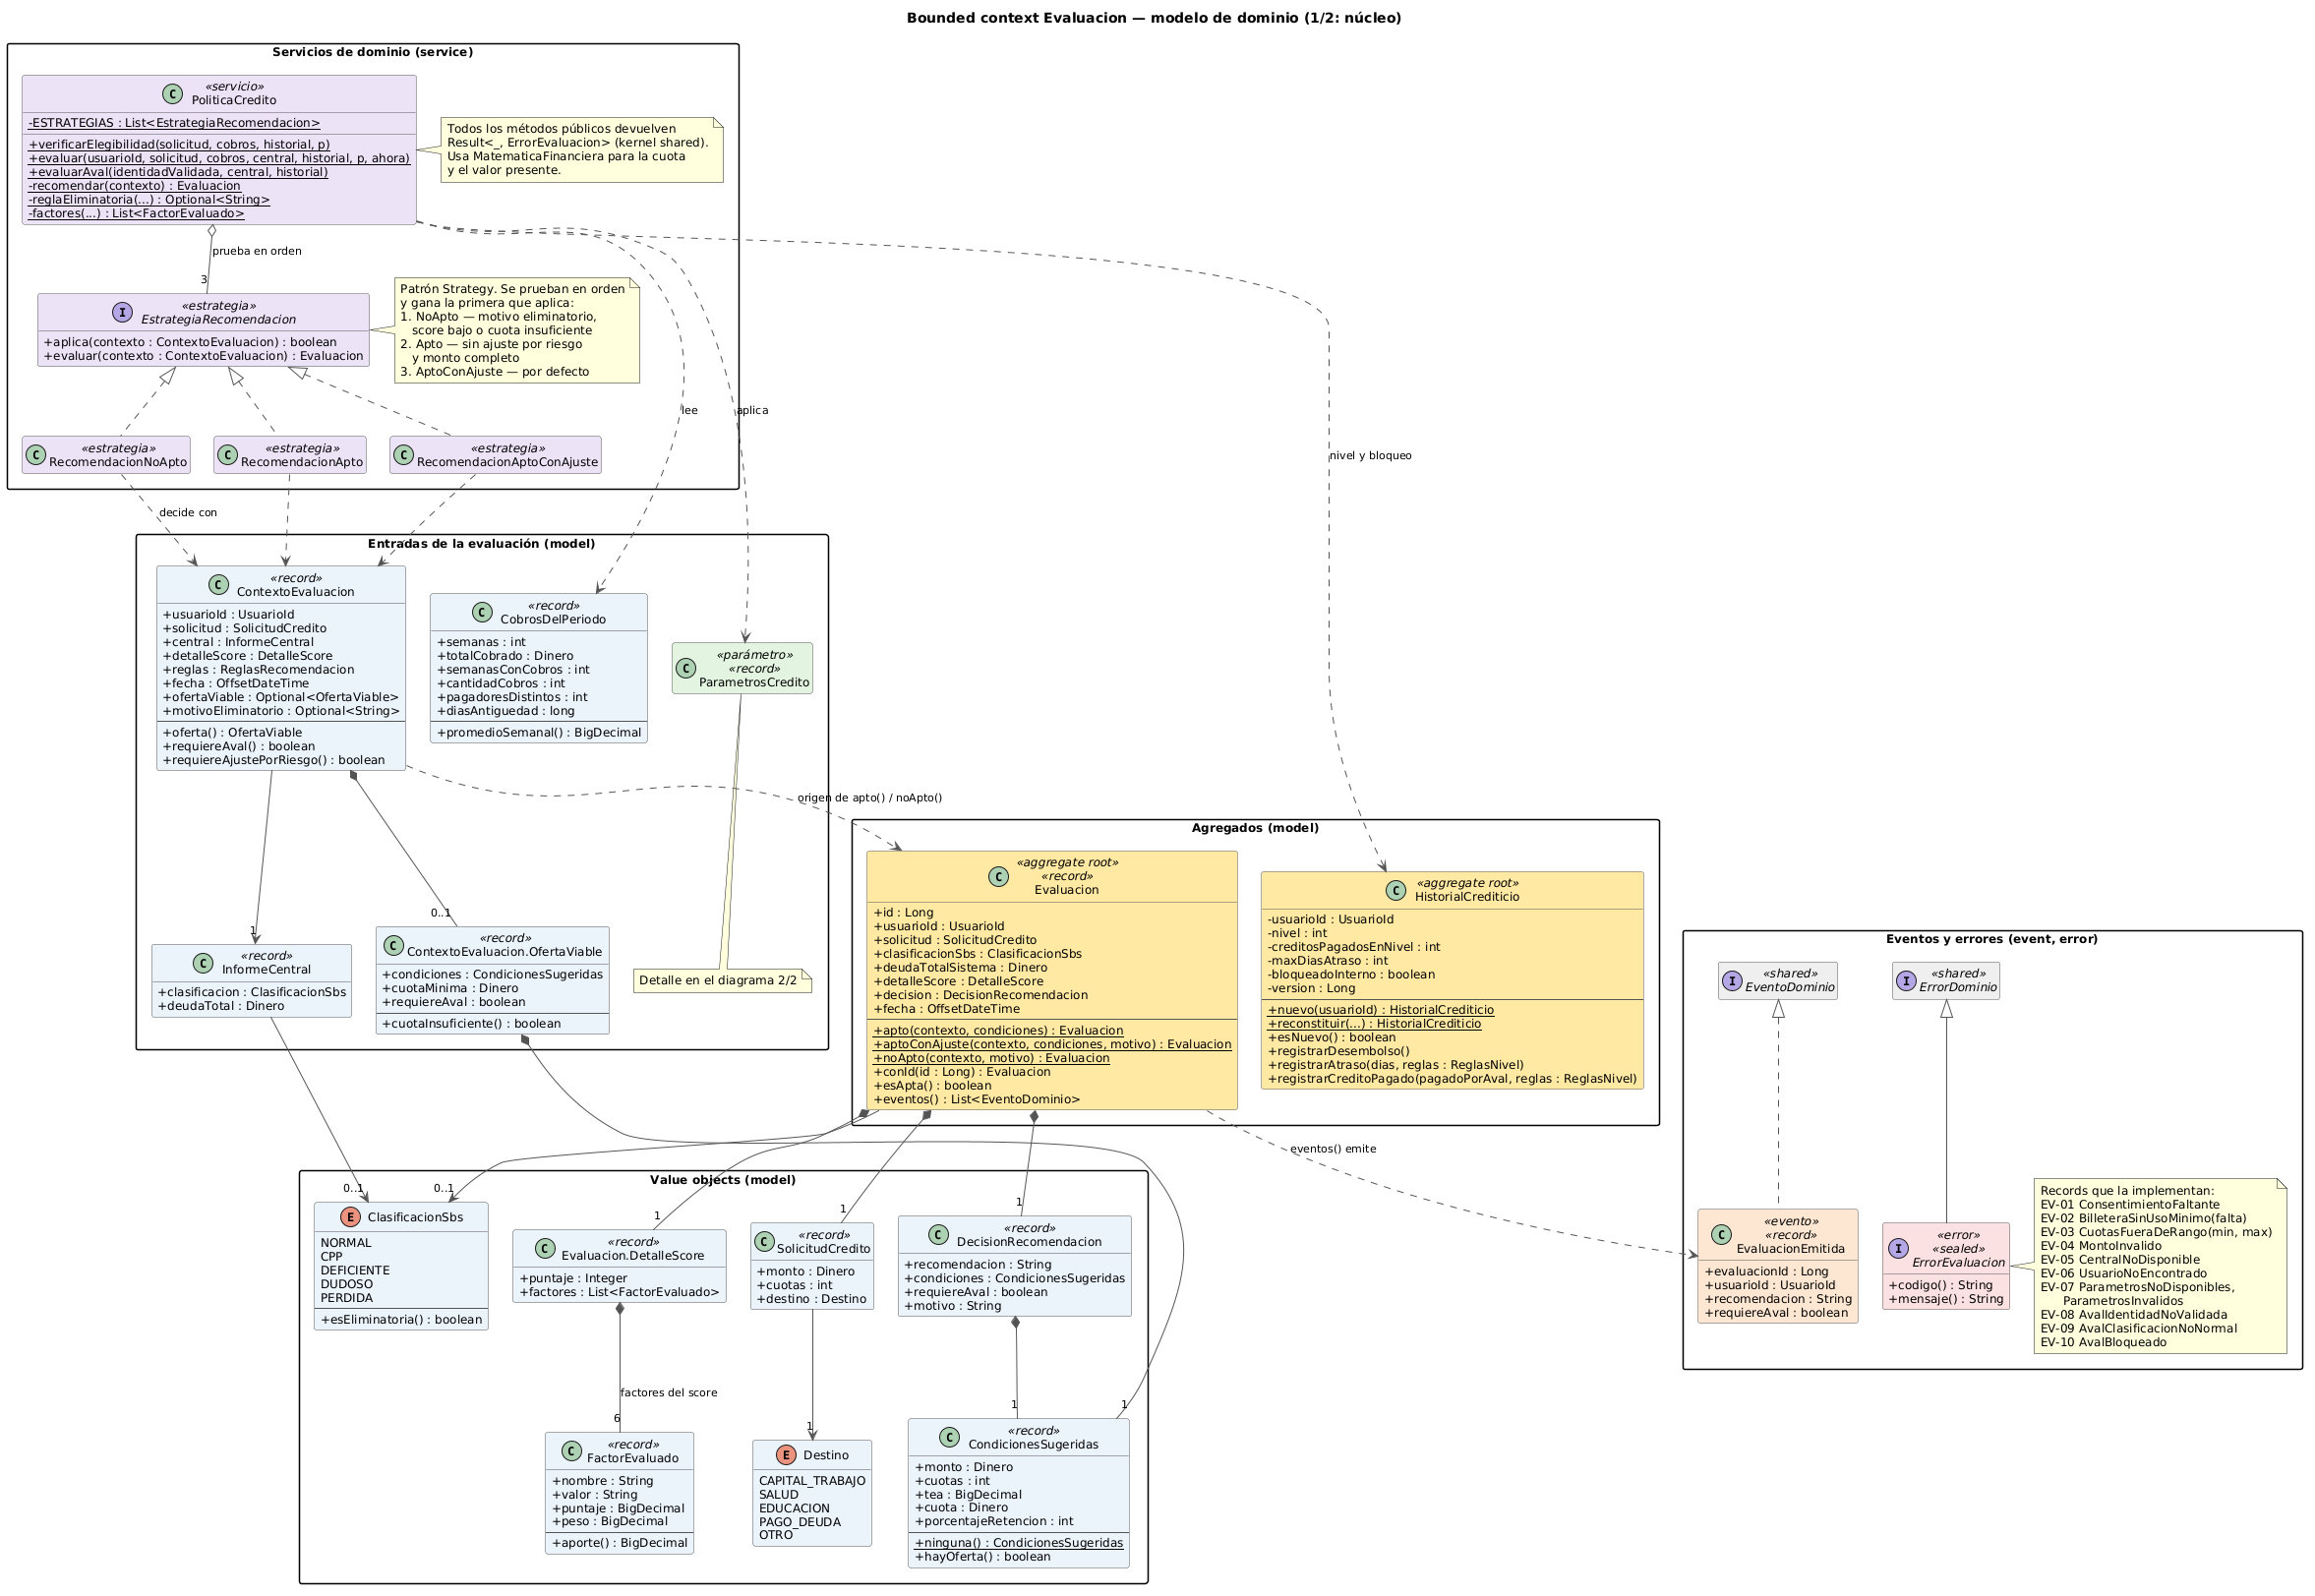 Bounded context Evaluacion — modelo de dominio (1/2: núcleo)
Servicios de dominio (service)
C
«servicio»
PoliticaCredito
-ESTRATEGIAS : List<EstrategiaRecomendacion>
+verificarElegibilidad(solicitud, cobros, historial, p)
+evaluar(usuarioId, solicitud, cobros, central, historial, p, ahora)
+evaluarAval(identidadValidada, central, historial)
-recomendar(contexto) : Evaluacion
-reglaEliminatoria(...) : Optional<String>
-factores(...) : List<FactorEvaluado>
Todos los métodos públicos devuelven
Result<_, ErrorEvaluacion> (kernel shared).
Usa MatematicaFinanciera para la cuota
y el valor presente.
prueba en orden
3
I
«estrategia»
EstrategiaRecomendacion
+aplica(contexto : ContextoEvaluacion) : boolean
+evaluar(contexto : ContextoEvaluacion) : Evaluacion
Patrón Strategy. Se prueban en orden
y gana la primera que aplica:
1. NoApto — motivo eliminatorio,
score bajo o cuota insuficiente
2. Apto — sin ajuste por riesgo
y monto completo
3. AptoConAjuste — por defecto
lee
aplica
nivel y bloqueo
C
«estrategia»
RecomendacionNoApto
C
«estrategia»
RecomendacionApto
C
«estrategia»
RecomendacionAptoConAjuste
decide con
Entradas de la evaluación (model)
C
«record»
ContextoEvaluacion
+usuarioId : UsuarioId
+solicitud : SolicitudCredito
+central : InformeCentral
+detalleScore : DetalleScore
+reglas : ReglasRecomendacion
+fecha : OffsetDateTime
+ofertaViable : Optional<OfertaViable>
+motivoEliminatorio : Optional<String>
+oferta() : OfertaViable
+requiereAval() : boolean
+requiereAjustePorRiesgo() : boolean
C
«record»
CobrosDelPeriodo
+semanas : int
+totalCobrado : Dinero
+semanasConCobros : int
+cantidadCobros : int
+pagadoresDistintos : int
+diasAntiguedad : long
+promedioSemanal() : BigDecimal
C
«parámetro»
«record»
ParametrosCredito
origen de apto() / noApto()
0..1
1
C
«record»
InformeCentral
+clasificacion : ClasificacionSbs
+deudaTotal : Dinero
C
«record»
ContextoEvaluacion.OfertaViable
+condiciones : CondicionesSugeridas
+cuotaMinima : Dinero
+requiereAval : boolean
+cuotaInsuficiente() : boolean
Detalle en el diagrama 2/2
Agregados (model)
C
«aggregate root»
«record»
Evaluacion
+id : Long
+usuarioId : UsuarioId
+solicitud : SolicitudCredito
+clasificacionSbs : ClasificacionSbs
+deudaTotalSistema : Dinero
+detalleScore : DetalleScore
+decision : DecisionRecomendacion
+fecha : OffsetDateTime
+apto(contexto, condiciones) : Evaluacion
+aptoConAjuste(contexto, condiciones, motivo) : Evaluacion
+noApto(contexto, motivo) : Evaluacion
+conId(id : Long) : Evaluacion
+esApta() : boolean
+eventos() : List<EventoDominio>
C
«aggregate root»
HistorialCrediticio
-usuarioId : UsuarioId
-nivel : int
-creditosPagadosEnNivel : int
-maxDiasAtraso : int
-bloqueadoInterno : boolean
-version : Long
+nuevo(usuarioId) : HistorialCrediticio
+reconstituir(...) : HistorialCrediticio
+esNuevo() : boolean
+registrarDesembolso()
+registrarAtraso(dias, reglas : ReglasNivel)
+registrarCreditoPagado(pagadoPorAval, reglas : ReglasNivel)
eventos() emite
Eventos y errores (event, error)
I
«shared»
EventoDominio
I
«shared»
ErrorDominio
C
«evento»
«record»
EvaluacionEmitida
+evaluacionId : Long
+usuarioId : UsuarioId
+recomendacion : String
+requiereAval : boolean
I
«error»
«sealed»
ErrorEvaluacion
+codigo() : String
+mensaje() : String
Records que la implementan:
EV-01 ConsentimientoFaltante
EV-02 BilleteraSinUsoMinimo(falta)
EV-03 CuotasFueraDeRango(min, max)
EV-04 MontoInvalido
EV-05 CentralNoDisponible
EV-06 UsuarioNoEncontrado
EV-07 ParametrosNoDisponibles,
ParametrosInvalidos
EV-08 AvalIdentidadNoValidada
EV-09 AvalClasificacionNoNormal
EV-10 AvalBloqueado
Value objects (model)
0..1
0..1
1
1
1
E
ClasificacionSbs
NORMAL
CPP
DEFICIENTE
DUDOSO
PERDIDA
+esEliminatoria() : boolean
C
«record»
Evaluacion.DetalleScore
+puntaje : Integer
+factores : List<FactorEvaluado>
C
«record»
SolicitudCredito
+monto : Dinero
+cuotas : int
+destino : Destino
C
«record»
DecisionRecomendacion
+recomendacion : String
+condiciones : CondicionesSugeridas
+requiereAval : boolean
+motivo : String
factores del score
6
1
1
1
C
«record»
FactorEvaluado
+nombre : String
+valor : String
+puntaje : BigDecimal
+peso : BigDecimal
+aporte() : BigDecimal
E
Destino
CAPITAL_TRABAJO
SALUD
EDUCACION
PAGO_DEUDA
OTRO
C
«record»
CondicionesSugeridas
+monto : Dinero
+cuotas : int
+tea : BigDecimal
+cuota : Dinero
+porcentajeRetencion : int
+ninguna() : CondicionesSugeridas
+hayOferta() : boolean